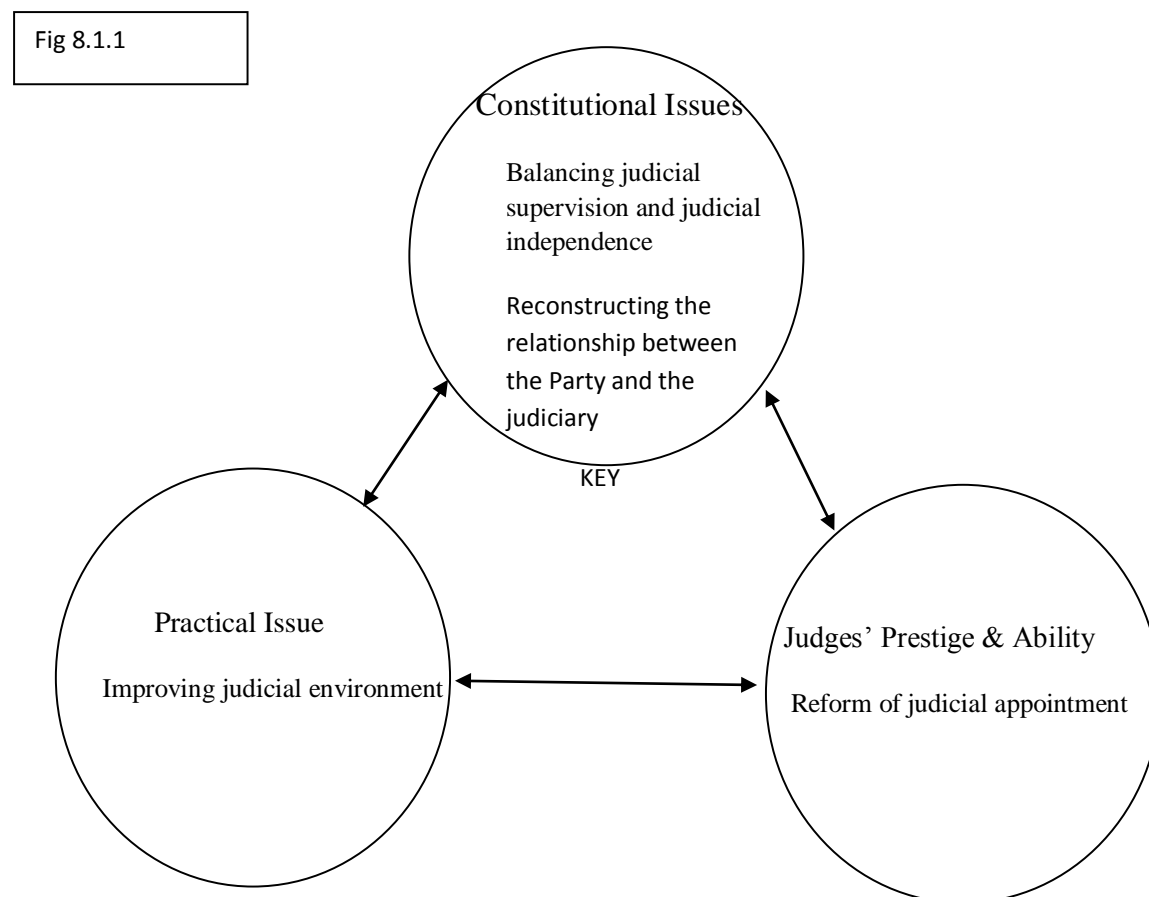 Fig 8.1.1
Constitutional Issues
Balancing judicial
supervision and judicial
independence
Reconstructing the
relationship between
the Party and the
judiciary
KEY
Practical Issue
Improving judicial environment
Judges’ Prestige & Ability
Reform of judicial appointment